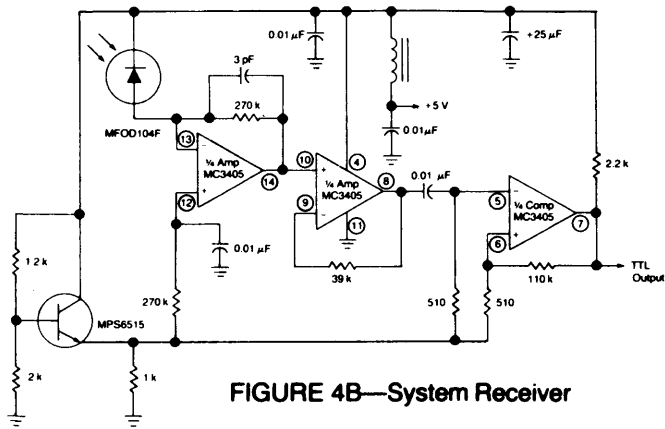 0.01 µF
+25 µF
3 pF
270 k
+5 V
0.01 µF
MFOD104F
13
¼ Amp
MC3405
14
12
10
4
¼ Amp
MC3405
8
9
11
0.01 µF
2.2 k
5
¼ Comp
MC3405
7
6
0.01 µF
1.2 k
270 k
39 k
110 k
TTL
Output
510
510
MPS6515
2 k
1 k
FIGURE 4B—System Receiver